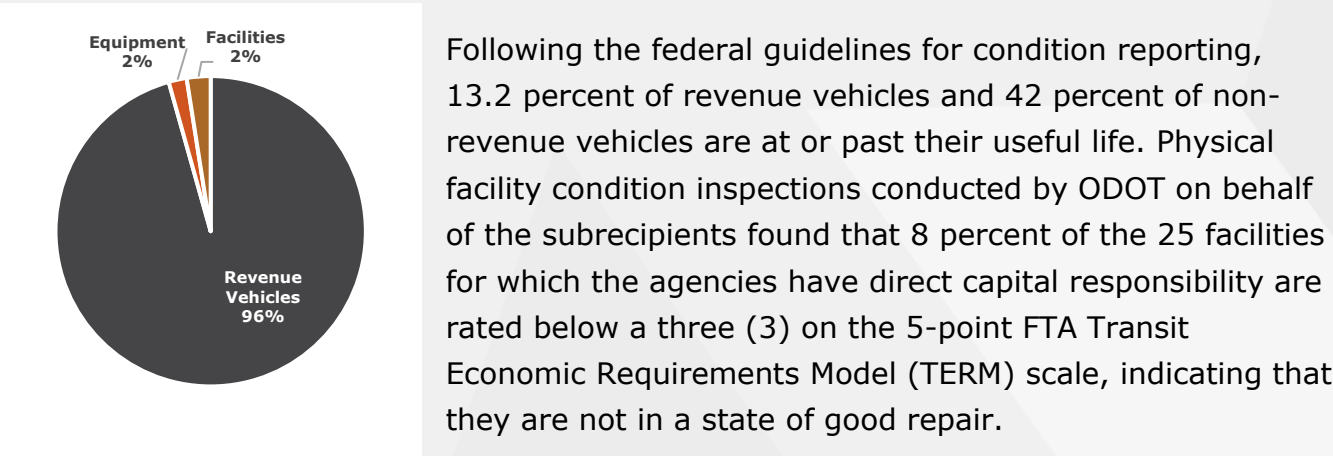 Equipment
2%
Facilities
2%
Revenue
Vehicles
96%
Following the federal guidelines for condition reporting,
13.2 percent of revenue vehicles and 42 percent of non-
revenue vehicles are at or past their useful life. Physical
facility condition inspections conducted by ODOT on behalf
of the subrecipients found that 8 percent of the 25 facilities
for which the agencies have direct capital responsibility are
rated below a three (3) on the 5-point FTA Transit
Economic Requirements Model (TERM) scale, indicating that
they are not in a state of good repair.